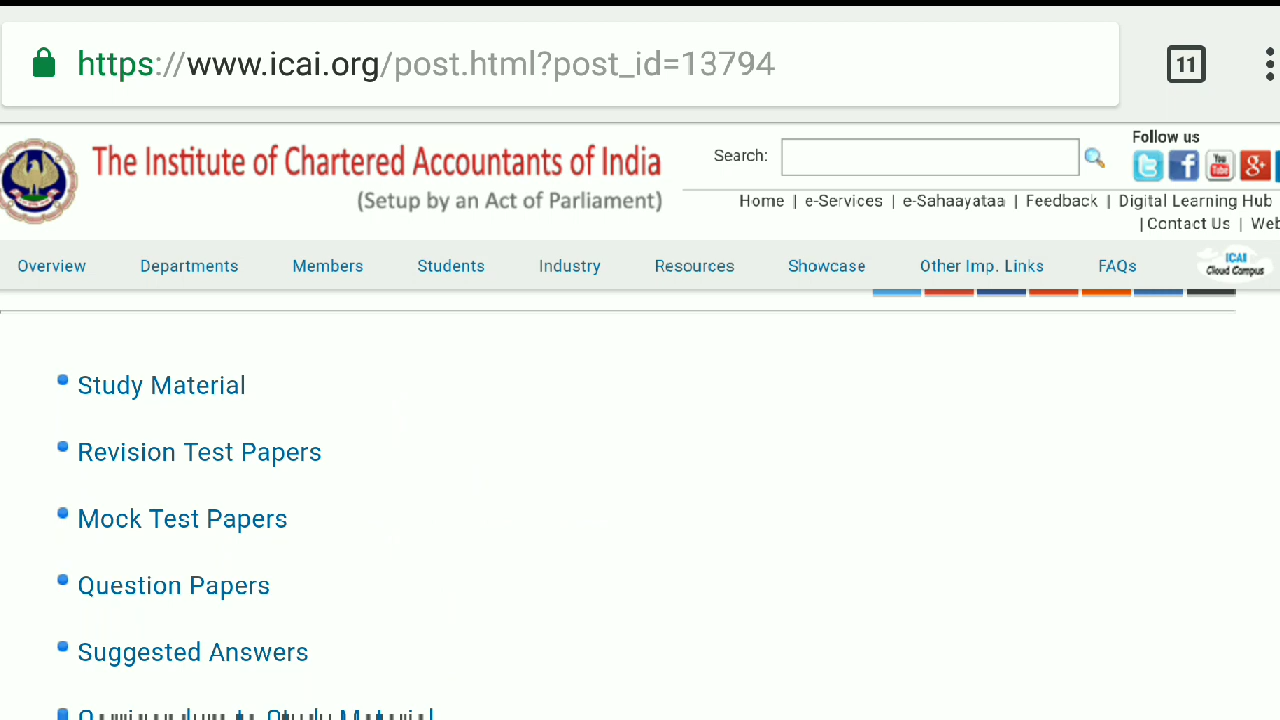 https://www.icai.org/post.html?post_id=13794
11
The Institute of Chartered Accountants of India
(Setup by an Act of Parliament)
Search:
Follow us
You Tube
Home | e-Services | e-Sahaayataa | Feedback | Digital Learning Hub
| Contact Us | Web
Overview Departments Members Students Industry Resources Showcase Other Imp. Links FAQs ICAI Cloud Campus
Study Material
Revision Test Papers
Mock Test Papers
Question Papers
Suggested Answers